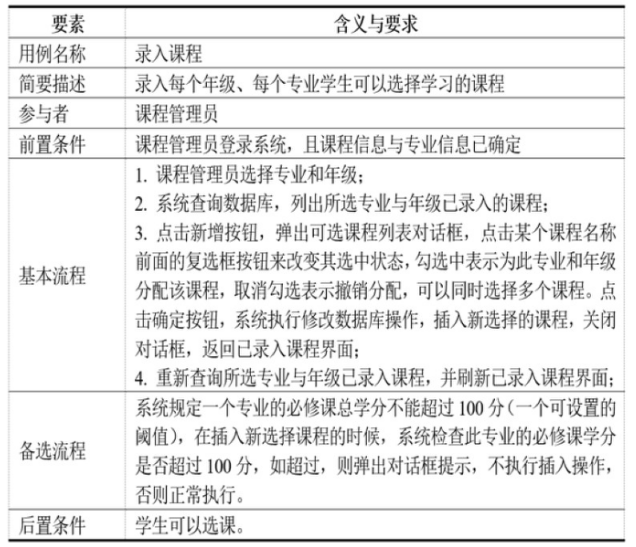 要素 含义与要求
用例名称 录入课程
简要描述 录入每个年级、每个专业学生可以选择学习的课程
参与者 课程管理员
前置条件 课程管理员登录系统，且课程信息与专业信息已确定
1. 课程管理员选择专业和年级；
2. 系统查询数据库，列出所选专业与年级已录入的课程；
3. 点击新增按钮，弹出可选课程列表对话框，点击某个课程名称
前面的复选框按钮来改变其选中状态，勾选中表示为此专业和年级
基本流程 分配该课程，取消勾选表示撤销分配，可以同时选择多个课程。点
击确定按钮，系统执行修改数据库操作，插入新选择的课程，关闭
对话框，返回已录入课程界面；
4. 重新查询所选专业与年级已录入课程，并刷新已录入课程界面；
系统规定一个专业的必修课总学分不能超过 100 分（一个可设置的
阈值），在插入新选择课程的时候，系统检查此专业的必修课学分
备选流程 是否超过 100 分，如超过，则弹出对话框提示，不执行插入操作，
否则正常执行。
后置条件 学生可以选课。